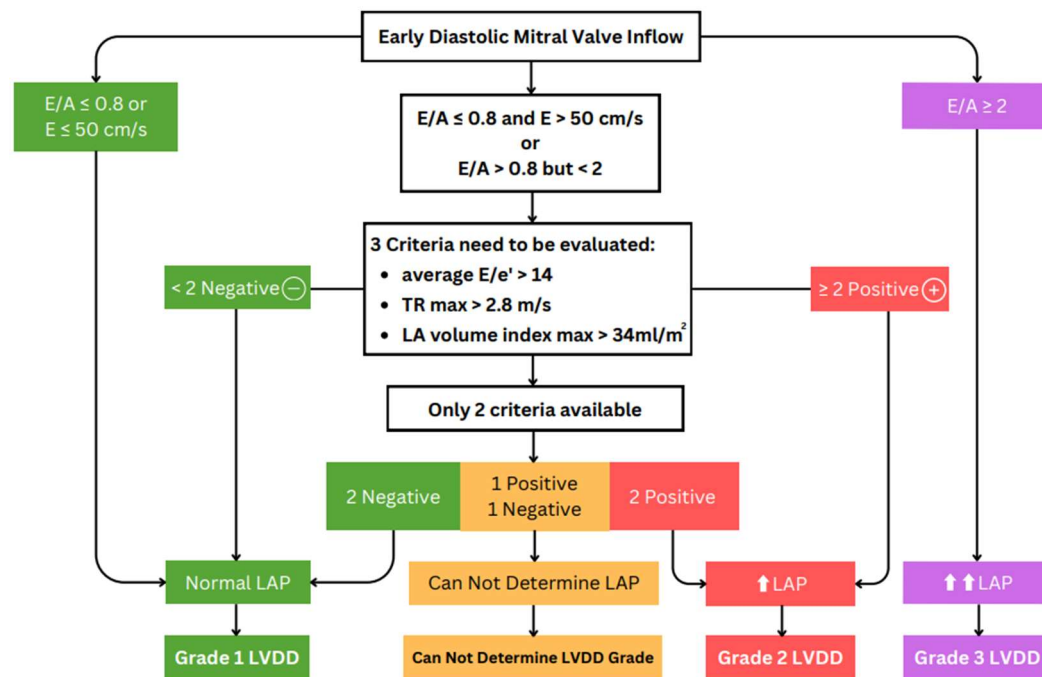 Early Diastolic Mitral Valve Inflow
E/A ≤ 0.8 or
E ≤ 50 cm/s
E/A ≤ 0.8 and E > 50 cm/s
or
E/A > 0.8 but < 2
E/A ≥ 2
3 Criteria need to be evaluated:
• average E/e' > 14
• TR max > 2.8 m/s
• LA volume index max > 34ml/m²
< 2 Negative ⊖
≥ 2 Positive ⊕
Only 2 criteria available
2 Negative
1 Positive
1 Negative
2 Positive
Normal LAP
Can Not Determine LAP
⬆ LAP
⬆⬆ LAP
Grade 1 LVDD
Can Not Determine LVDD Grade
Grade 2 LVDD
Grade 3 LVDD